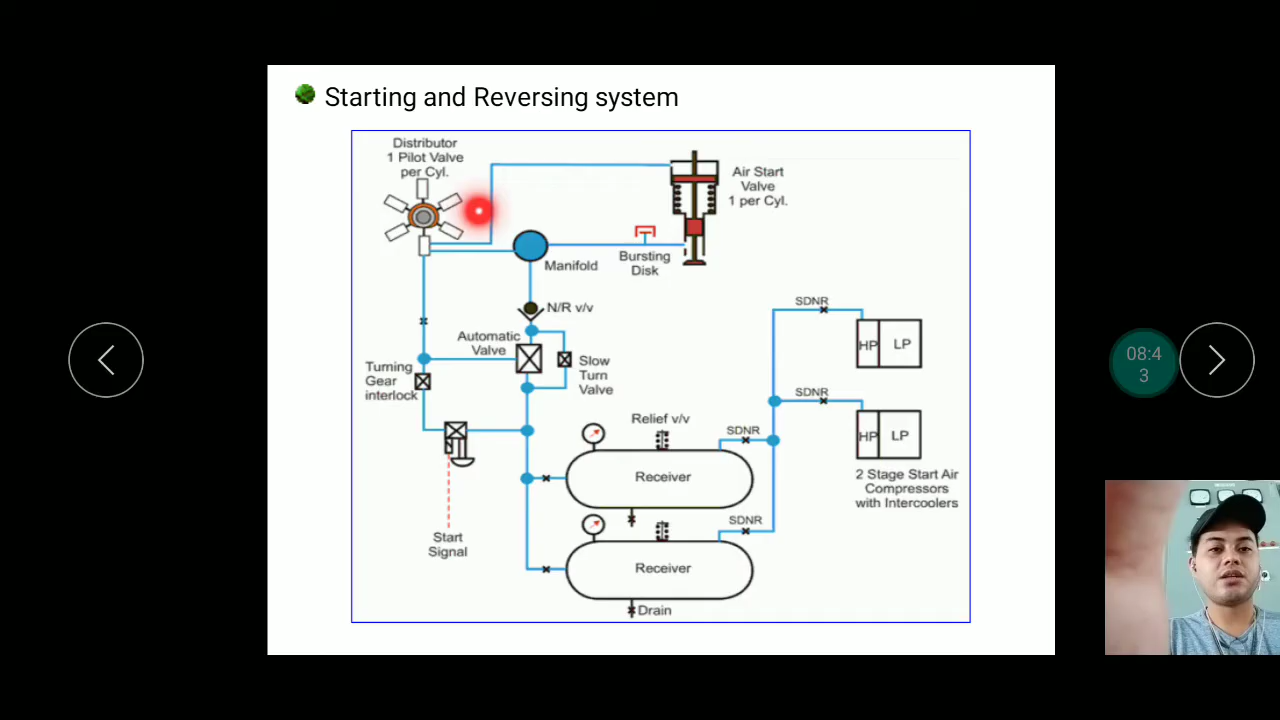 Starting and Reversing system
Distributor
1 Pilot Valve
per Cyl.
Air Start
Valve
1 per Cyl.
Manifold
Bursting
Disk
N/R v/v
Automatic
Valve
Slow
Turn
Valve
Turning
Gear
interlock
SDNR
HP
LP
SDNR
HP
LP
2 Stage Start Air
Compressors
with Intercoolers
Relief v/v
SDNR
Receiver
SDNR
Receiver
Drain
Start
Signal
08:4
3